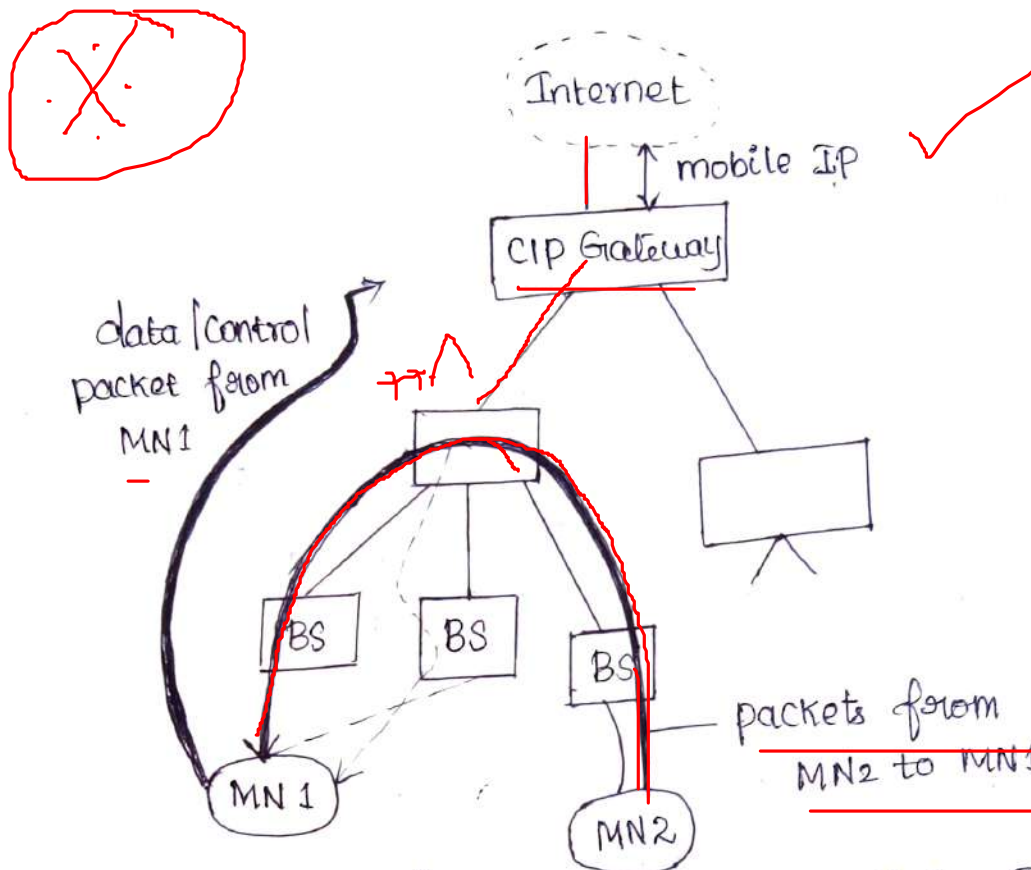 Internet
mobile IP
CIP Gateway
data/control
packet from
MN1
BS
BS
BS
packets from
MN2 to MN1
MN 1
MN2